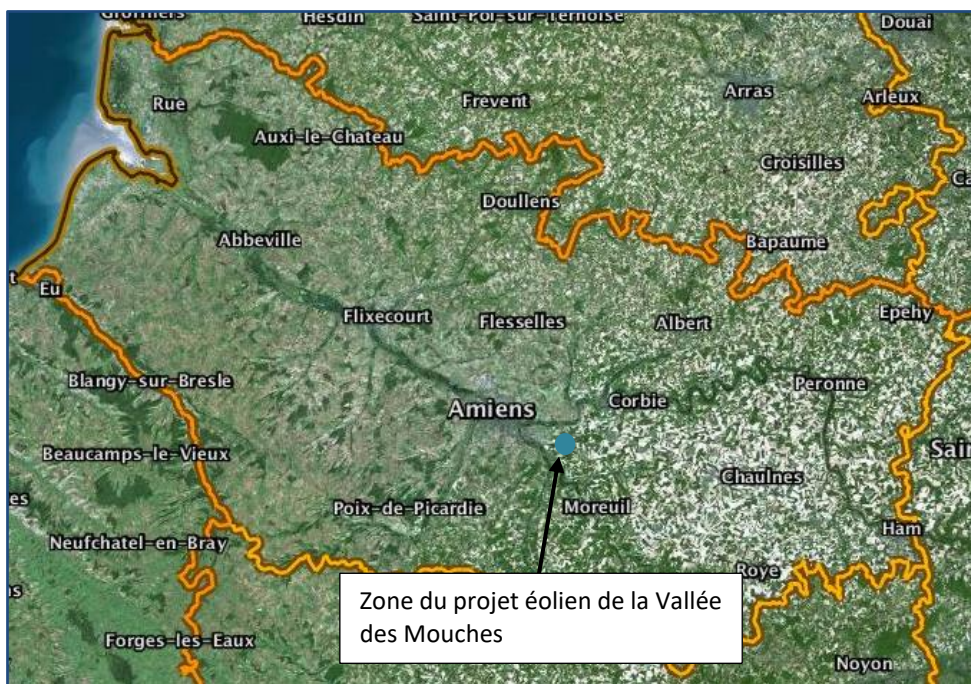 Hesdin
Saint-Pol-sur-Ternoise
Douai
Rue
Frevent
Arras
Arleux
Auxi-le-Chateau
Croisilles
Doullens
Abbeville
Bapaume
Eu
Flixecourt
Flesselles
Albert
Epehy
Blangy-sur-Bresle
Peronne
Amiens
Corbie
Beaucamps-le-Vieux
Chaulnes
Sain
Poix-de-Picardie
Moreuil
Neufchatel-en-Bray
Ham
Roye
Zone du projet éolien de la Vallée
des Mouches
Forges-les-Eaux
Noyon